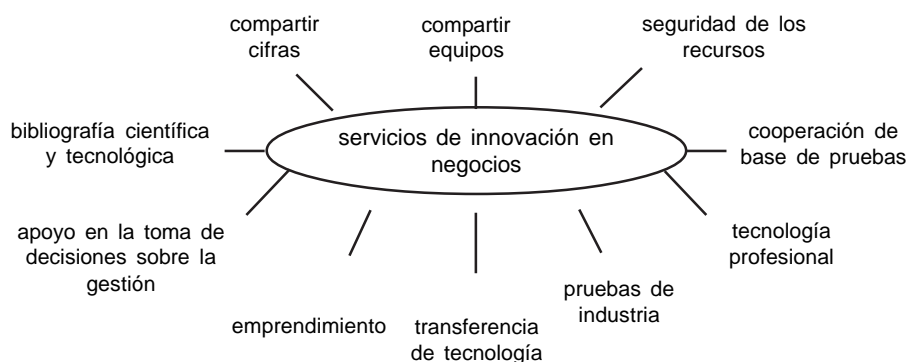 compartir
cifras
compartir
equipos
seguridad de los
recursos
bibliografía científica
y tecnológica
servicios de innovación en
negocios
cooperación de
base de pruebas
apoyo en la toma de
decisiones sobre la
gestión
tecnología
profesional
emprendimiento
transferencia
de tecnología
pruebas de
industria